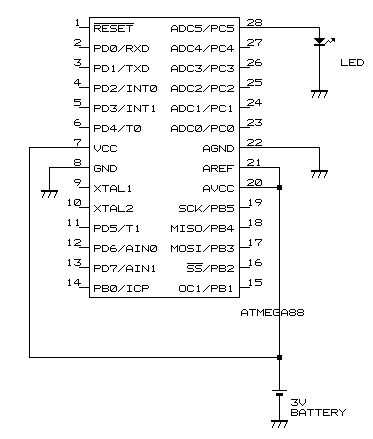 1 RESET ADC5/PC5 28
2 PD0/RXD ADC4/PC4 27
3 PD1/TXD ADC3/PC3 26
4 PD2/INT0 ADC2/PC2 25
5 PD3/INT1 ADC1/PC1 24
6 PD4/T0 ADC0/PC0 23
7 VCC AGND 22
8 GND AREF 21
9 XTAL1 AVCC 20
10 XTAL2 SCK/PB5 19
11 PD5/T1 MISO/PB4 18
12 PD6/AIN0 MOSI/PB3 17
13 PD7/AIN1 SS/PB2 16
14 PB0/ICP OC1/PB1 15
LED
ATMEGA88
3V
BATTERY